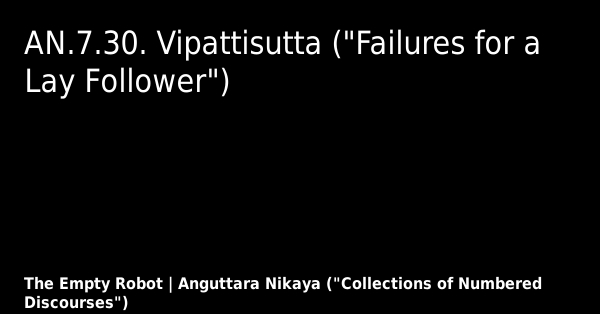 AN.7.30. Vipattisutta ("Failures for a
Lay Follower")
The Empty Robot | Anguttara Nikaya ("Collections of Numbered
Discourses")